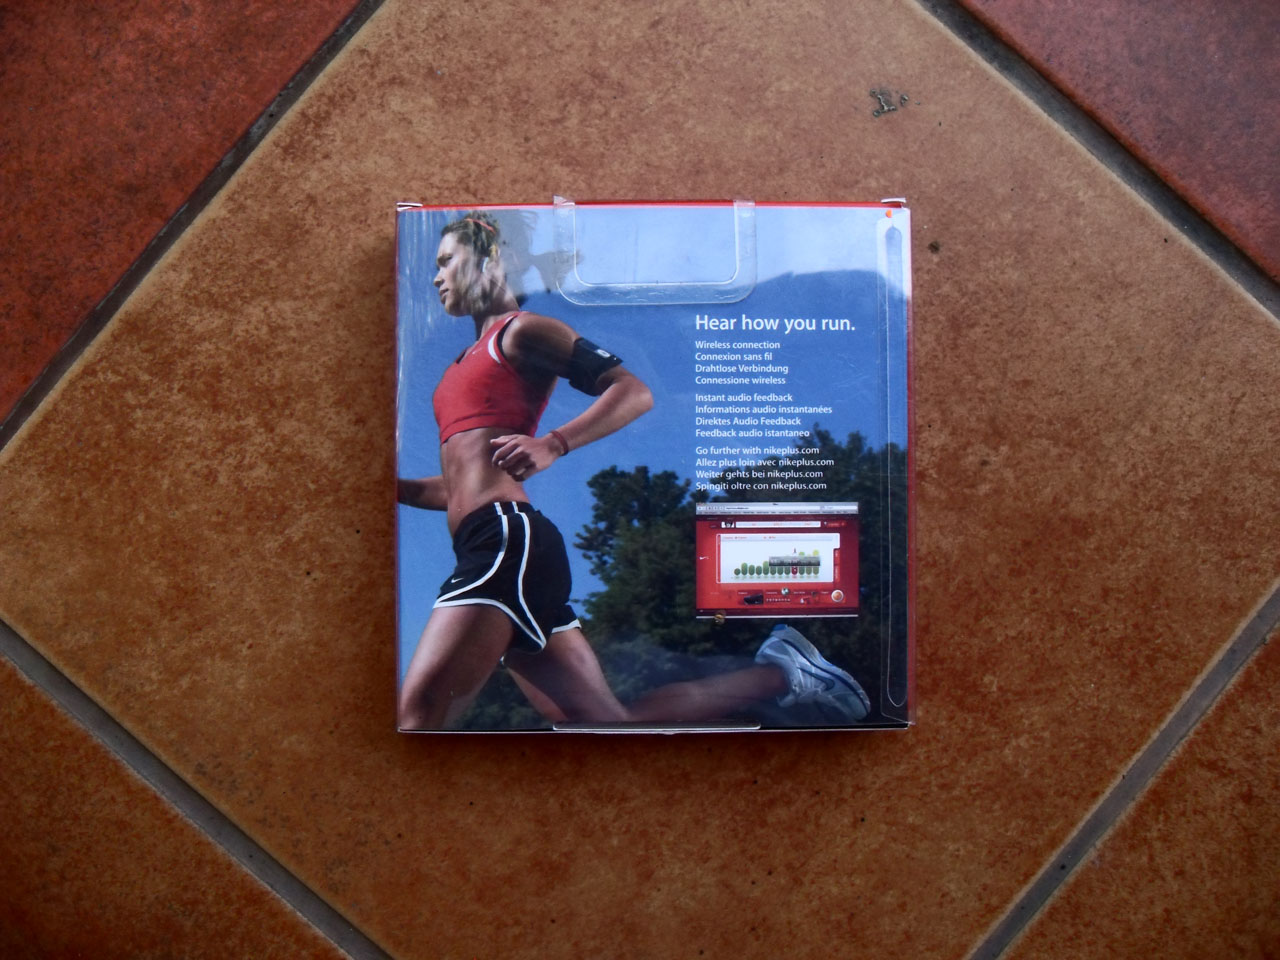 Hear how you run.
Wireless connection
Connexion sans fil
Drahtlose Verbindung
Connessione wireless
Instant audio feedback
Informations audio instantanées
Direktes Audio Feedback
Feedback audio istantaneo
Go further with nikeplus.com
Allez plus loin avec nikeplus.com
Weiter gehts bei nikeplus.com
Spingiti oltre con nikeplus.com